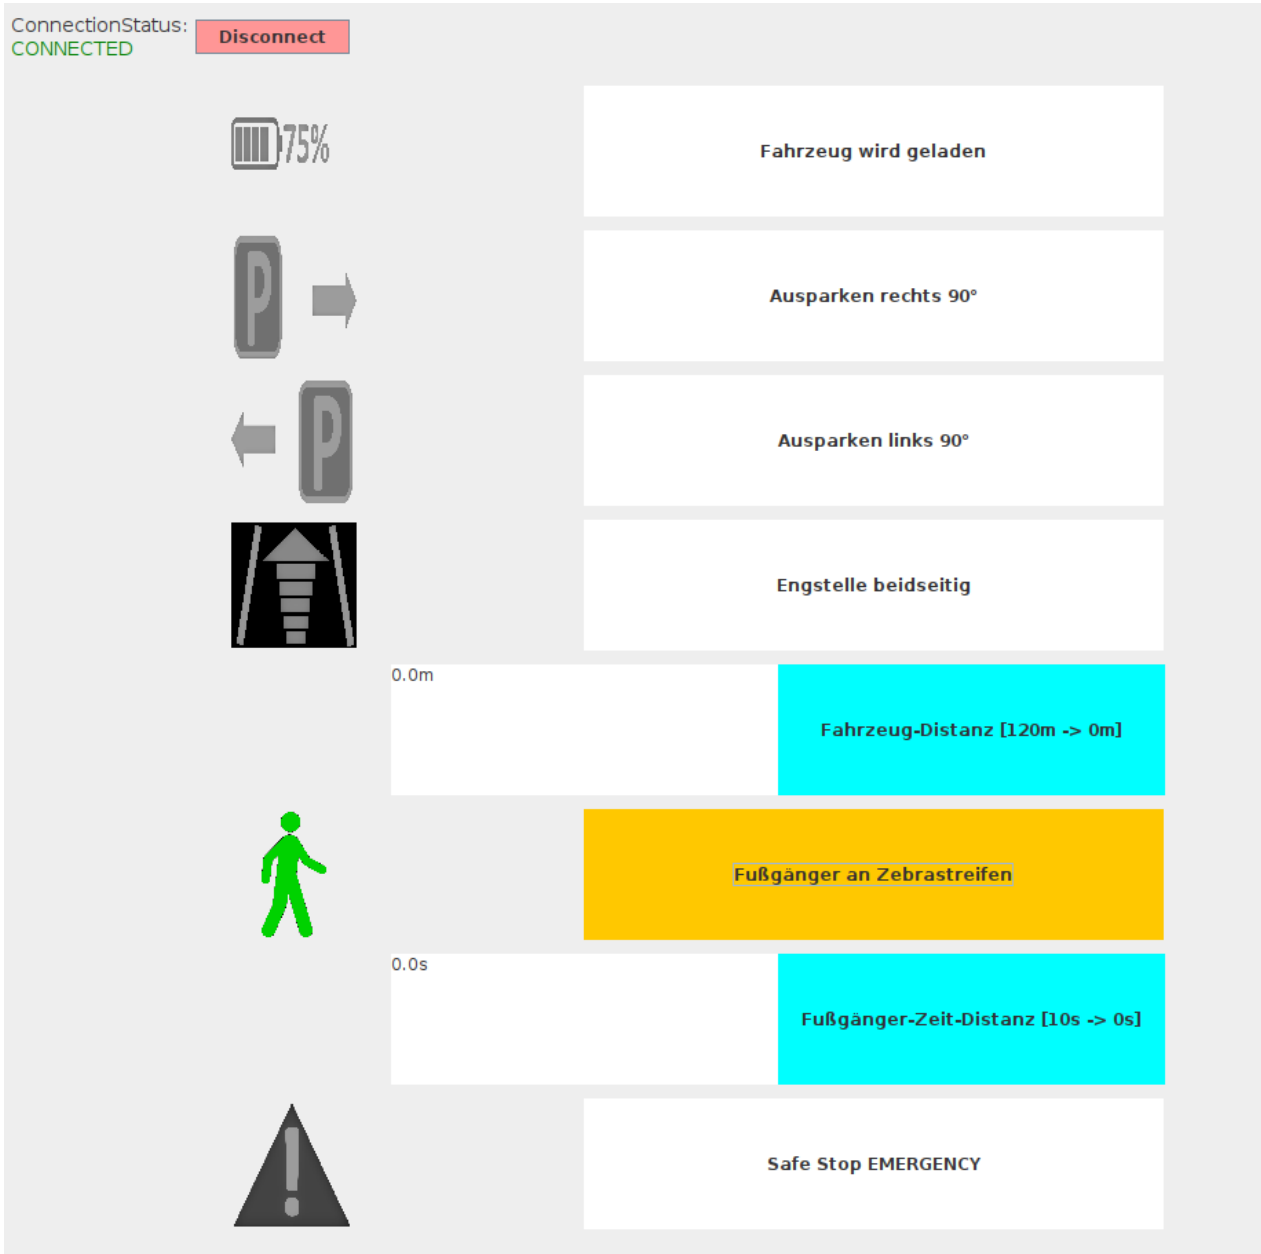 ConnectionStatus:
CONNECTED
Disconnect
75%
Fahrzeug wird geladen
P
Ausparken rechts 90°
P
Ausparken links 90°
Engstelle beidseitig
0.0m
Fahrzeug-Distanz [120m -> 0m]
Fußgänger an Zebrastreifen
0.0s
Fußgänger-Zeit-Distanz [10s -> 0s]
!
Safe Stop EMERGENCY